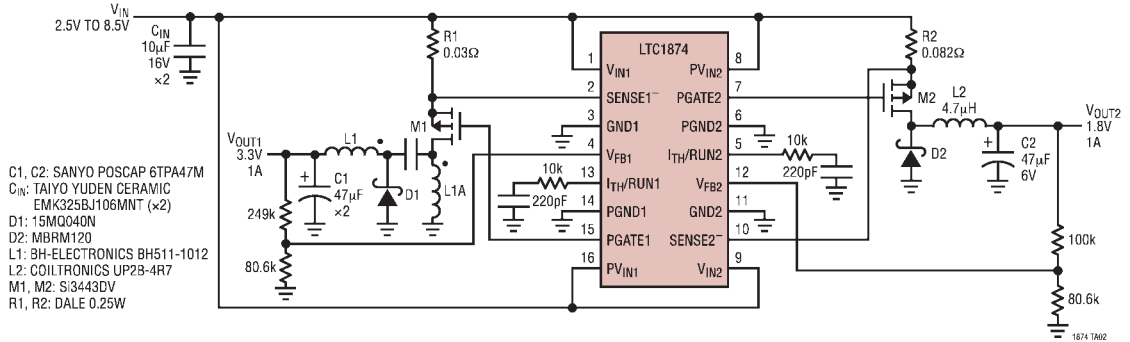 VIN
2.5V TO 8.5V
CIN
10µF
16V
×2
R1
0.03Ω
LTC1874
R2
0.082Ω
1
VIN1
PVIN2
8
2
SENSE1–
PGATE2
7
3
GND1
PGND2
6
4
VFB1
ITH/RUN2
5
13
ITH/RUN1
VFB2
12
14
PGND1
GND2
11
15
PGATE1
SENSE2–
10
16
PVIN1
VIN2
9
M1
M2
L2
4.7µH
VOUT2
1.8V
1A
D2
+
C2
47µF
6V
10k
220pF
10k
220pF
100k
80.6k
VOUT1
3.3V
1A
L1
L1A
+
C1
47µF
×2
D1
249k
80.6k
C1, C2: SANYO POSCAP 6TPA47M
CIN: TAIYO YUDEN CERAMIC
EMK325BJ106MNT (×2)
D1: 15MQ040N
D2: MBRM120
L1: BH-ELECTRONICS BH511-1012
L2: COILTRONICS UP2B-4R7
M1, M2: Si3443DV
R1, R2: DALE 0.25W
1874 TA02